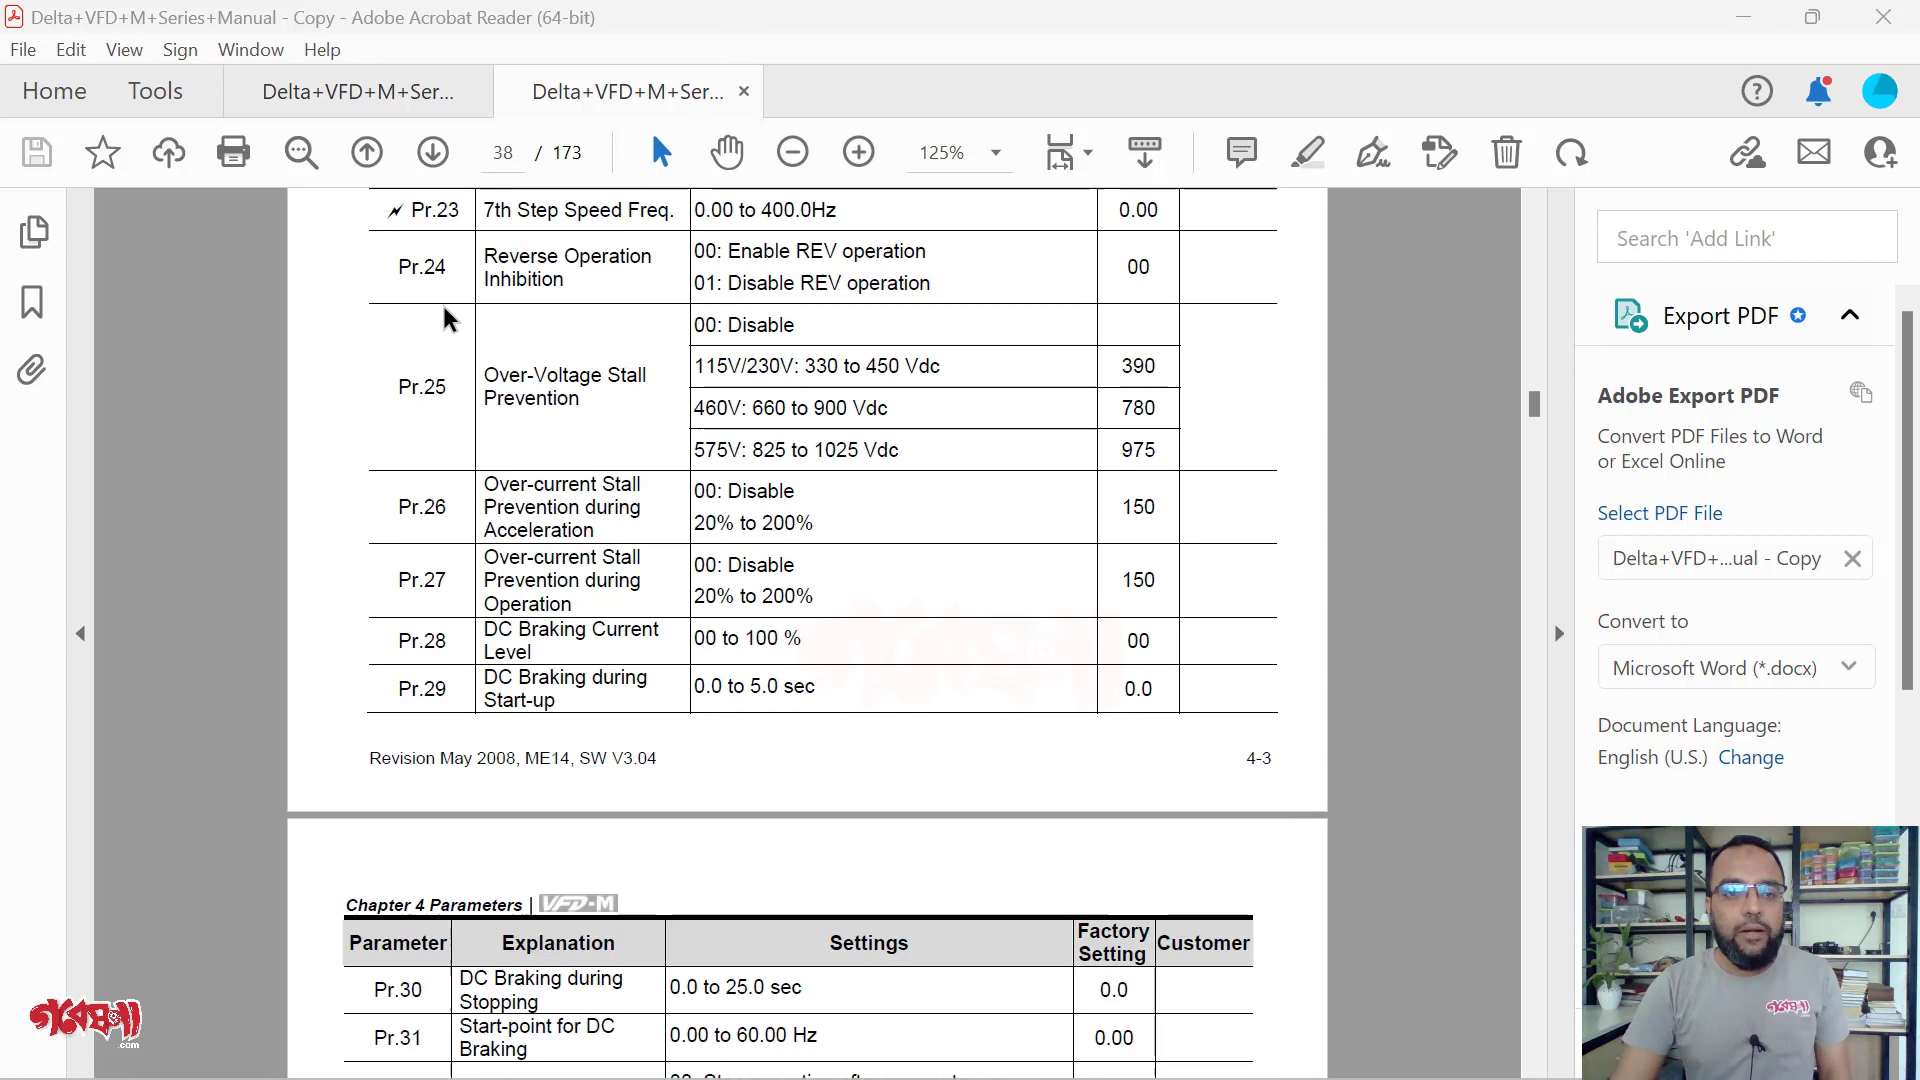 Delta+VFD+M+Series+Manual - Copy - Adobe Acrobat Reader (64-bit)
File Edit View Sign Window Help
Home Tools Delta+VFD+M+Ser... Delta+VFD+M+Ser... ×
38 / 173 125%
Pr.23 7th Step Speed Freq. 0.00 to 400.0Hz 0.00
Pr.24 Reverse Operation Inhibition 00: Enable REV operation 00
01: Disable REV operation
Pr.25 Over-Voltage Stall Prevention 00: Disable
115V/230V: 330 to 450 Vdc 390
460V: 660 to 900 Vdc 780
575V: 825 to 1025 Vdc 975
Pr.26 Over-current Stall Prevention during Acceleration 00: Disable 150
20% to 200%
Pr.27 Over-current Stall Prevention during Operation 00: Disable 150
20% to 200%
Pr.28 DC Braking Current Level 00 to 100 % 00
Pr.29 DC Braking during Start-up 0.0 to 5.0 sec 0.0
Revision May 2008, ME14, SW V3.04 4-3
Chapter 4 Parameters | VFD-M
Parameter Explanation Settings Factory Setting Customer
Pr.30 DC Braking during Stopping 0.0 to 25.0 sec 0.0
Pr.31 Start-point for DC Braking 0.00 to 60.00 Hz 0.00
Search 'Add Link'
Export PDF
Adobe Export PDF
Convert PDF Files to Word
or Excel Online
Select PDF File
Delta+VFD+...ual - Copy
Convert to
Microsoft Word (*.docx)
Document Language:
English (U.S.) Change
গবেষণা
.com
গবেষণা